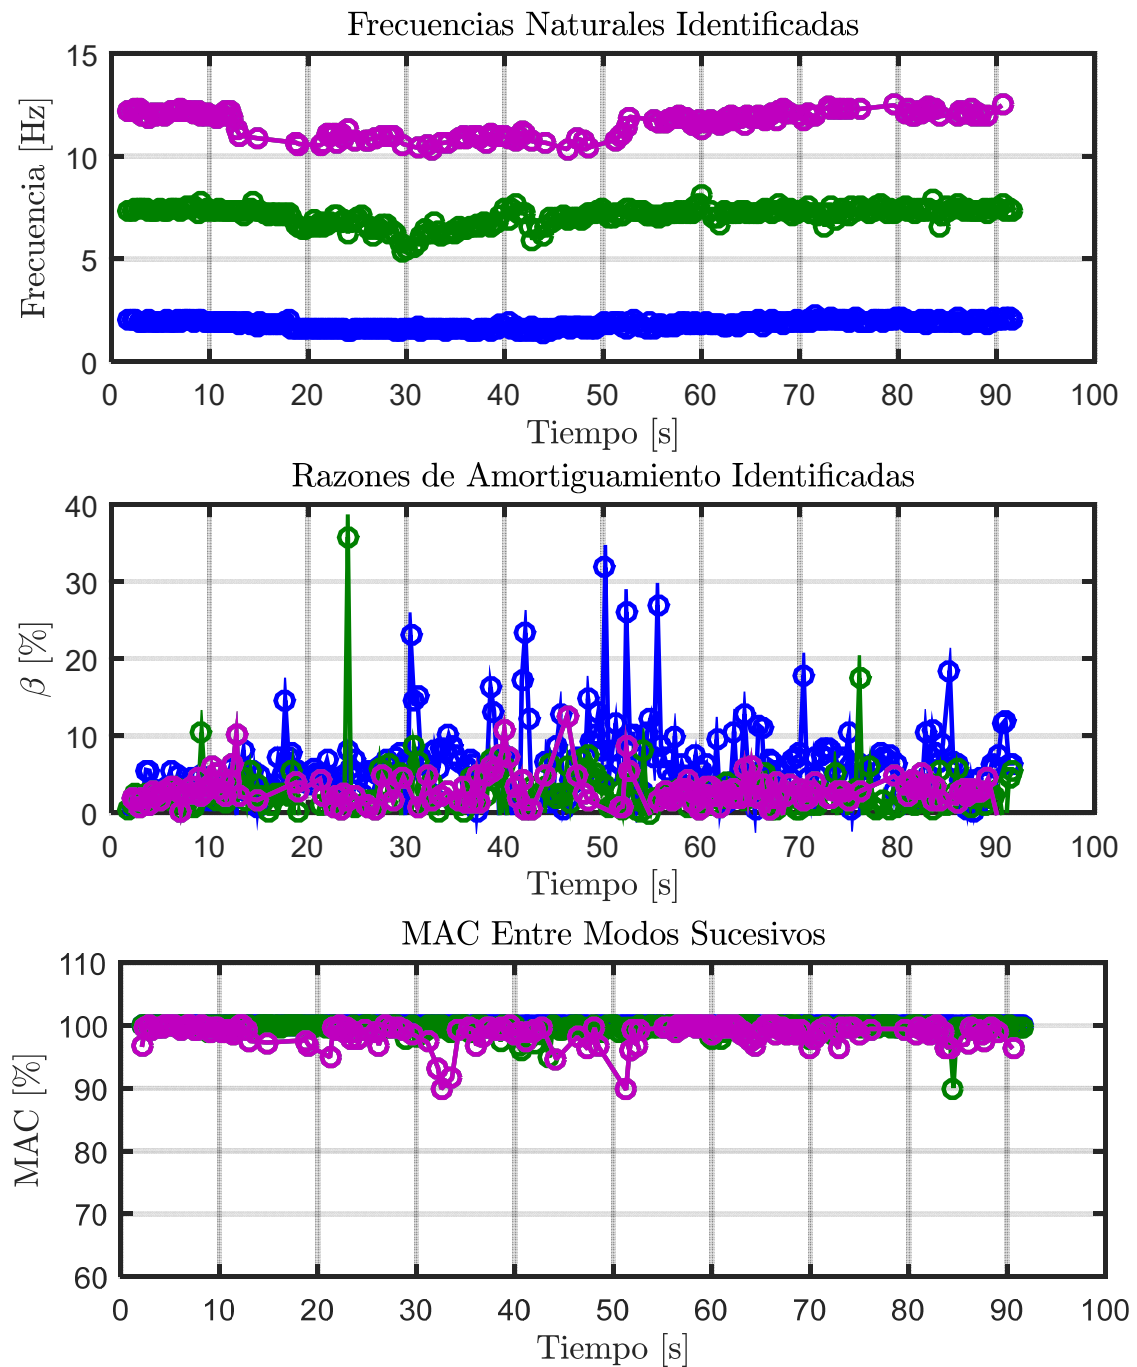 Frecuencias Naturales Identificadas
Frecuencia [Hz]
15
10
5
0
0 10 20 30 40 50 60 70 80 90 100
Tiempo [s]
Razones de Amortiguamiento Identificadas
β [%]
40
30
20
10
0
0 10 20 30 40 50 60 70 80 90 100
Tiempo [s]
MAC Entre Modos Sucesivos
MAC [%]
110
100
90
80
70
60
0 10 20 30 40 50 60 70 80 90 100
Tiempo [s]